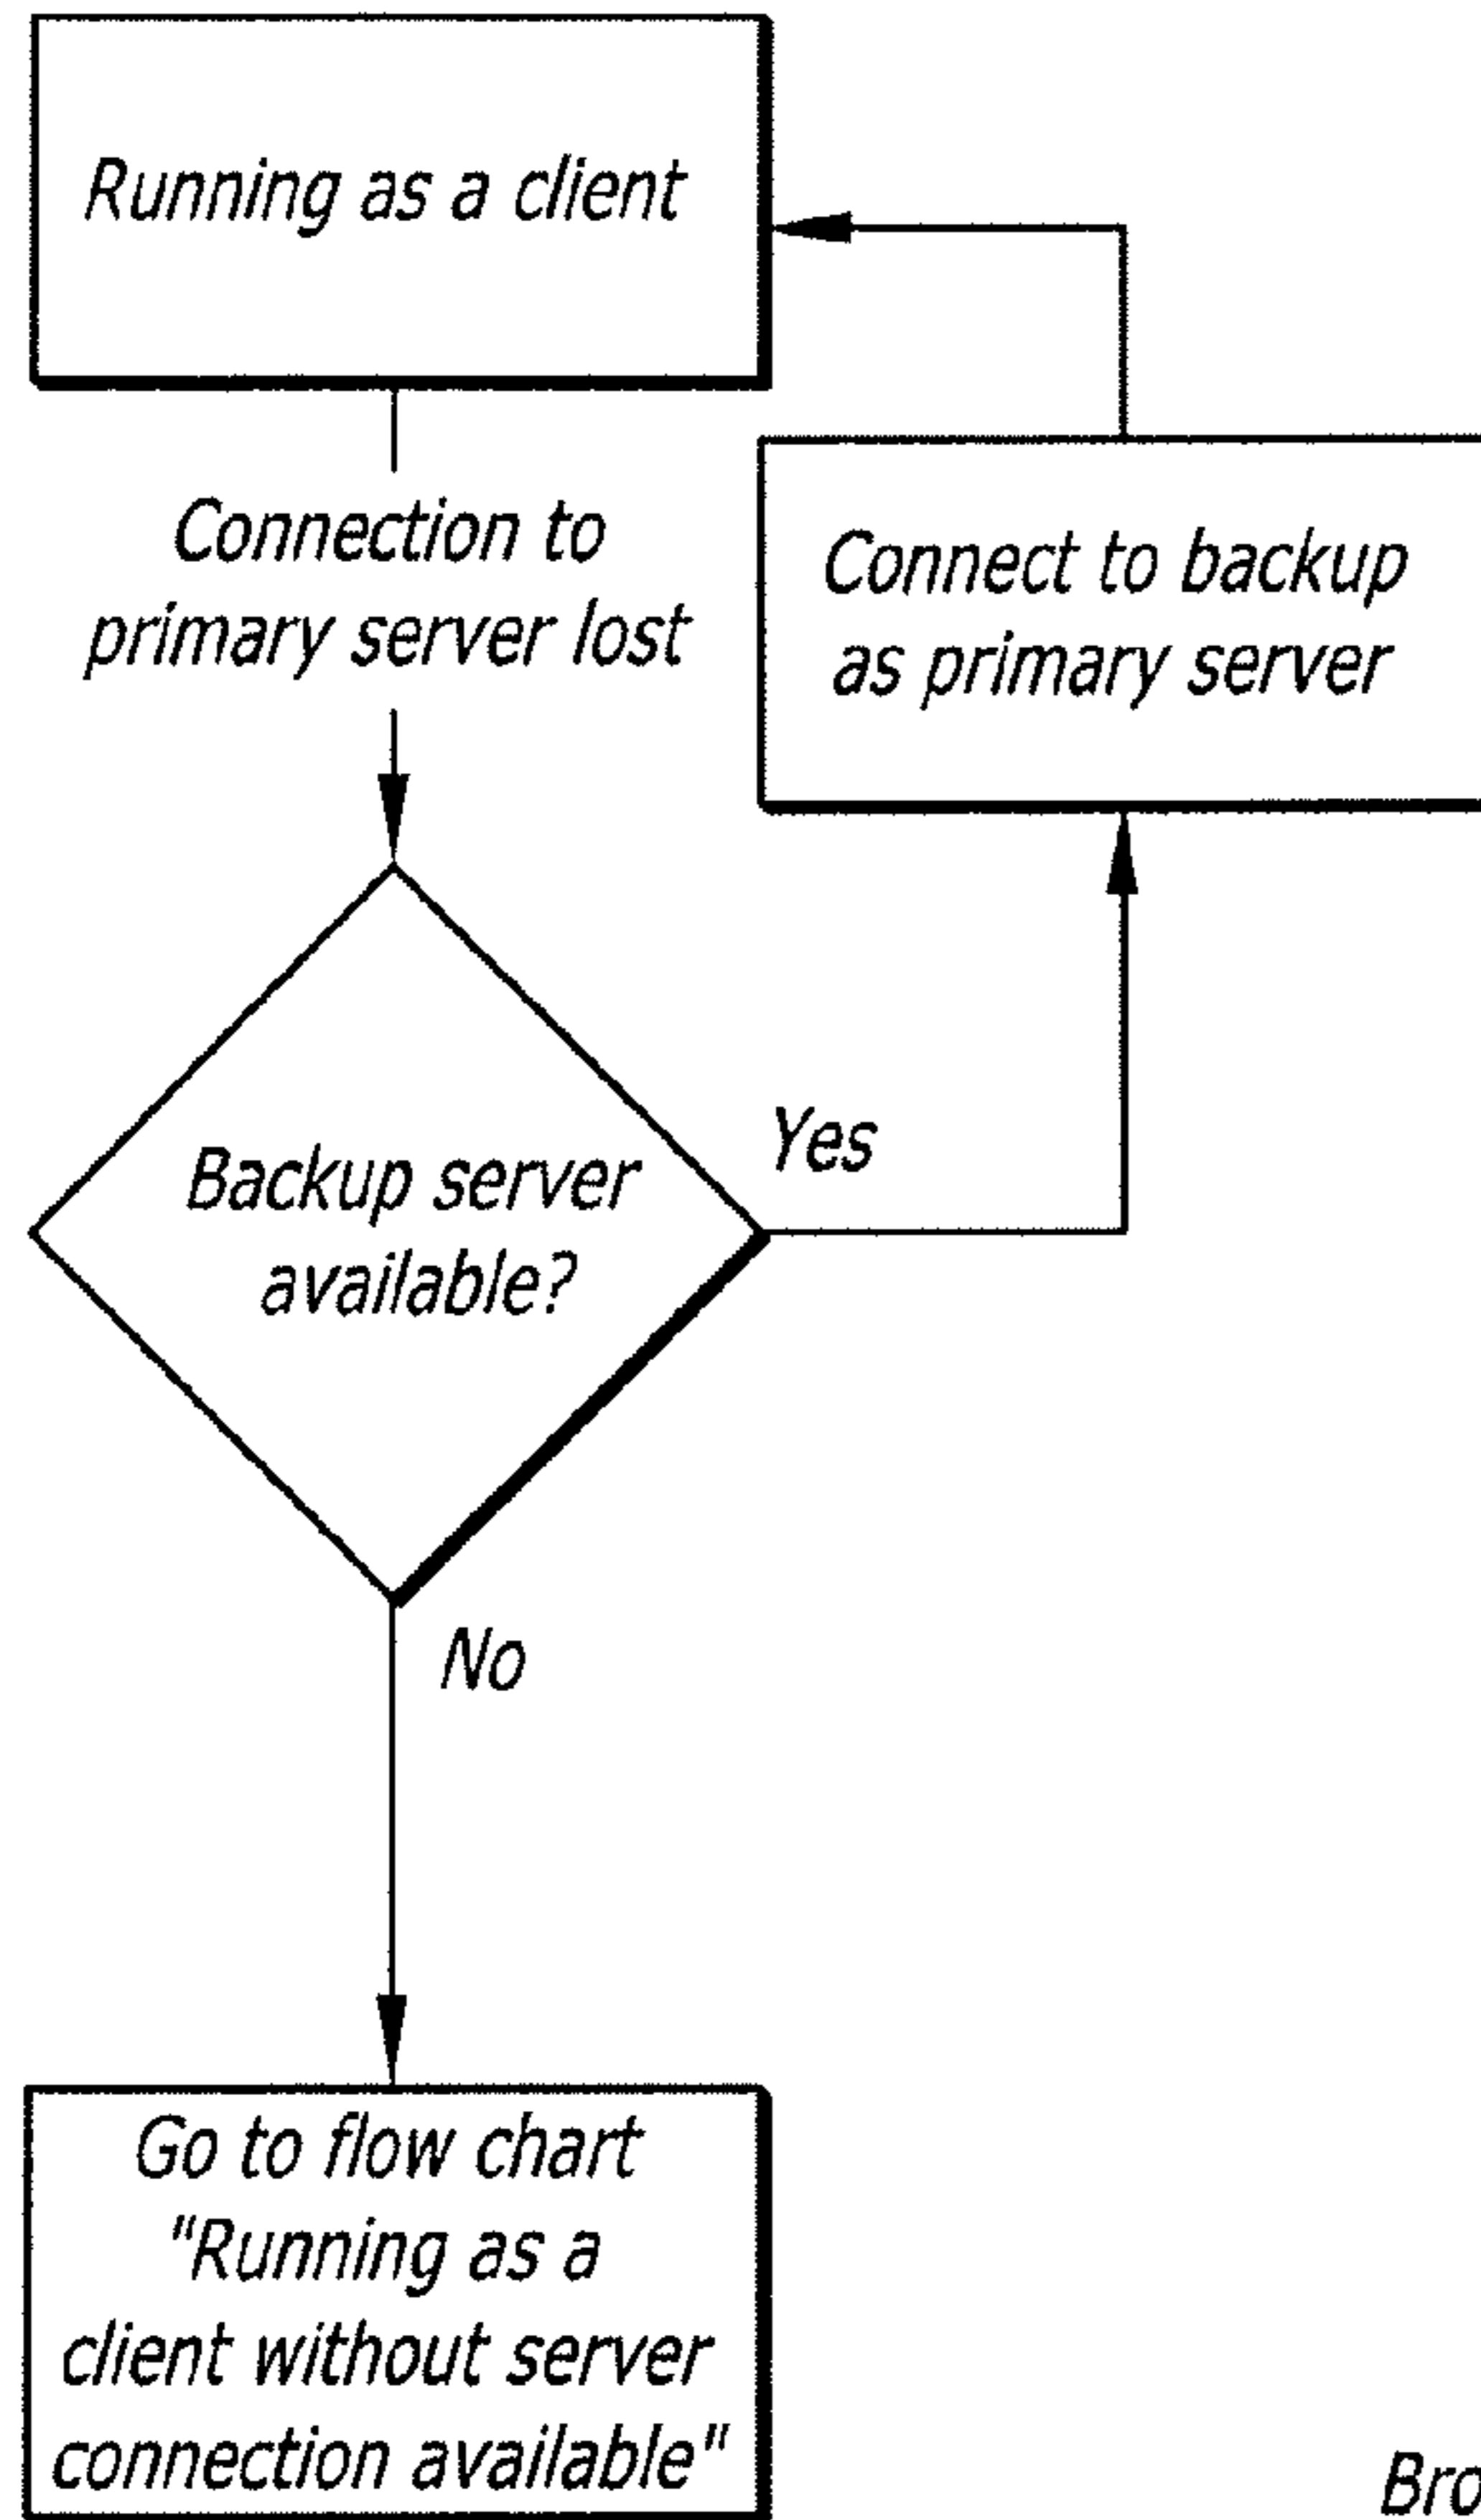 Running as a client
Connection to
primary server lost
Connect to backup
as primary server
Backup server
available?
Yes
No
Go to flow chart
"Running as a
client without server
connection available"